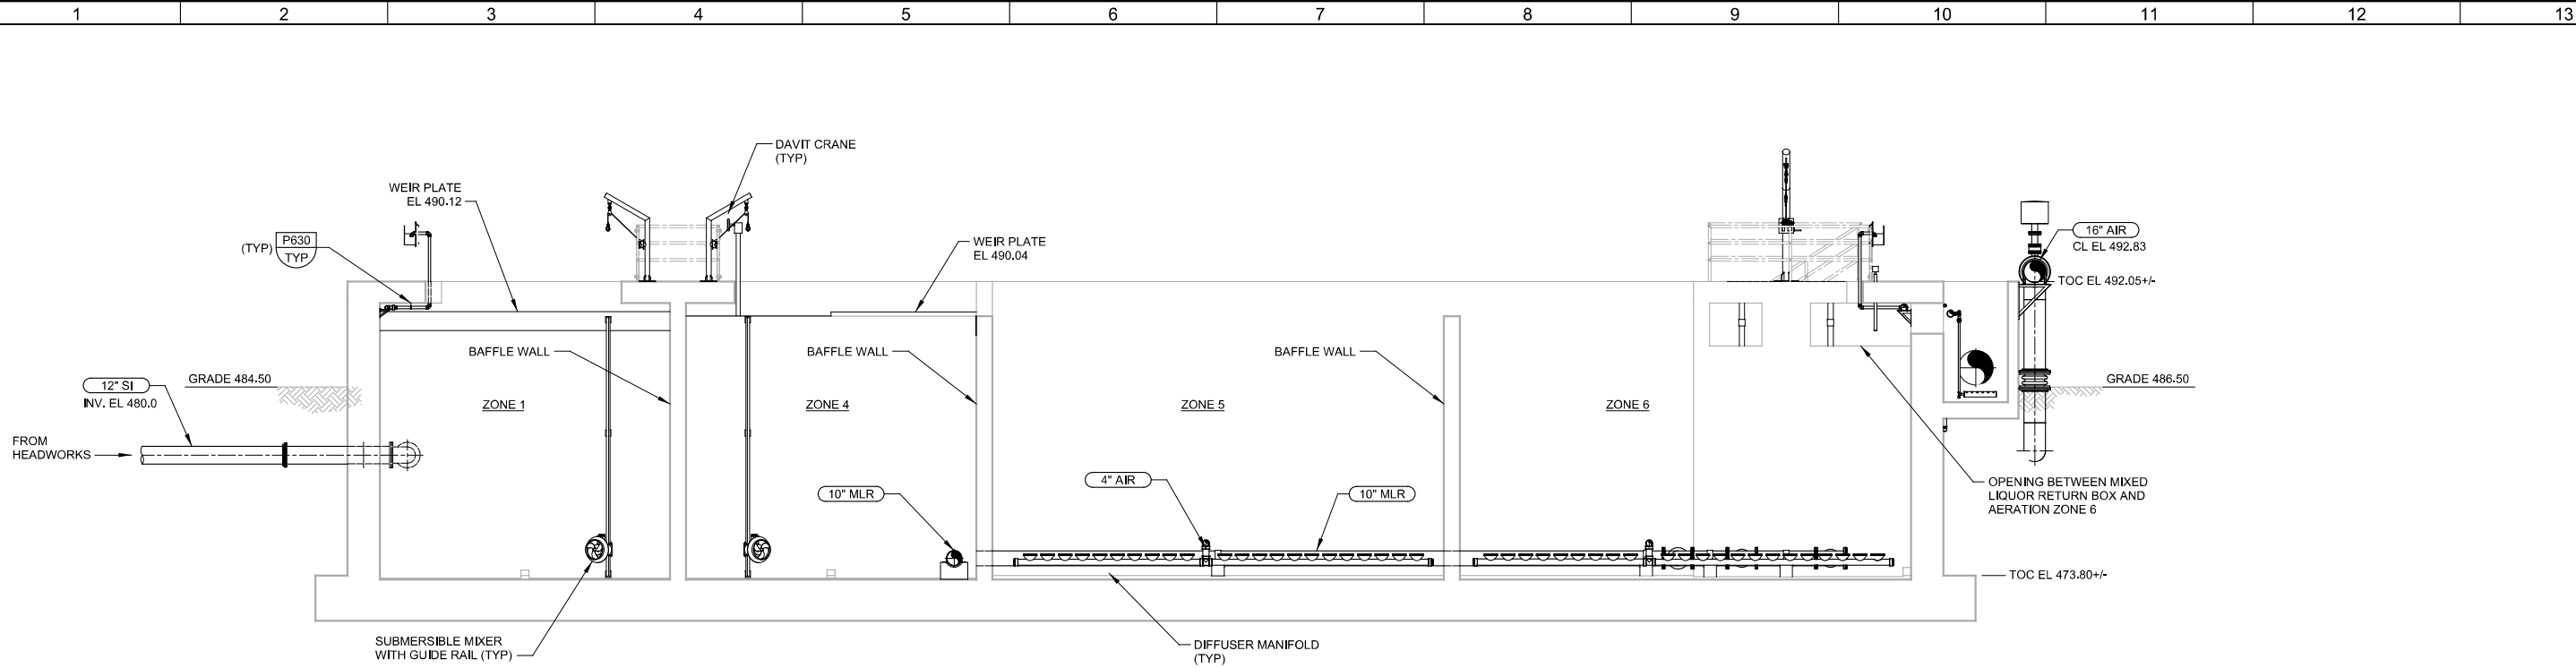 1 2 3 4 5 6 7 8 9 10 11 12 13
DAVIT CRANE
(TYP)
WEIR PLATE
EL 490.12
(TYP)
P630
TYP
WEIR PLATE
EL 490.04
16" AIR
CL EL 492.83
TOC EL 492.05+/-
BAFFLE WALL
BAFFLE WALL
BAFFLE WALL
12" SI
INV. EL 480.0
GRADE 484.50
GRADE 486.50
ZONE 1
ZONE 4
ZONE 5
ZONE 6
FROM
HEADWORKS
10" MLR
4" AIR
10" MLR
OPENING BETWEEN MIXED
LIQUOR RETURN BOX AND
AERATION ZONE 6
TOC EL 473.80+/-
SUBMERSIBLE MIXER
WITH GUIDE RAIL (TYP)
DIFFUSER MANIFOLD
(TYP)